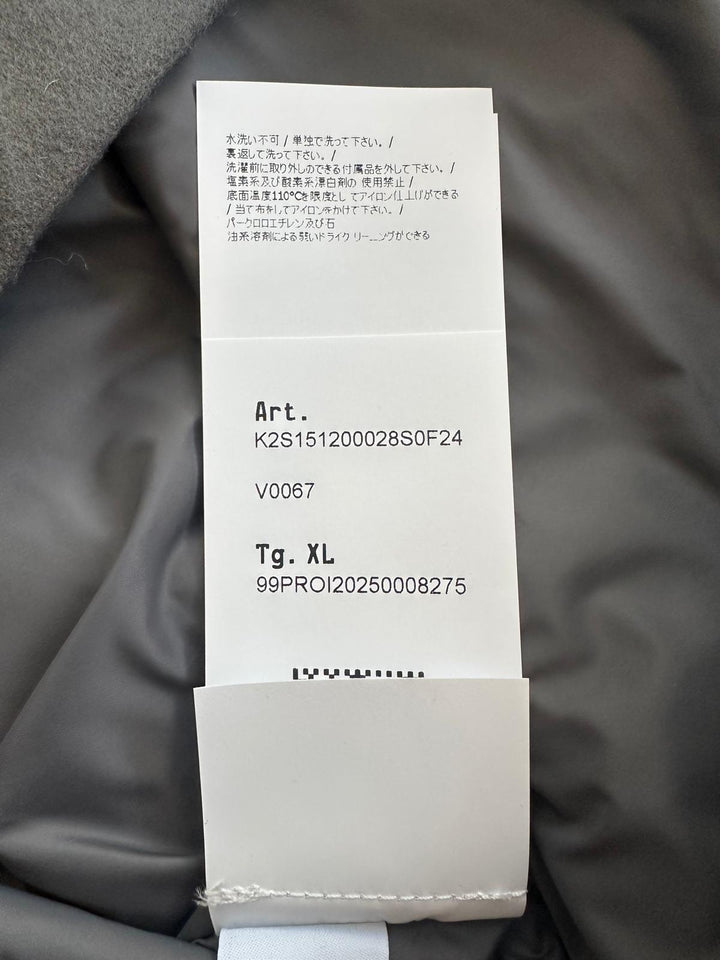 水洗い不可 / 単独で洗って下さい。 /
裏返して洗って下さい。 /
洗濯前に取り外しのできる付属品を外して下さい。 /
塩素系及び酸素系漂白剤の 使用禁止 /
底面温度110℃を限度とし てアイロン仕上げができる
/ 当て布をしてアイロンをかけて下さい。 /
パークロロエチレン及び石
油系溶剤による弱いドライク リーニングができる
Art.
K2S151200028S0F24
V0067
Tg. XL
99PROI20250008275